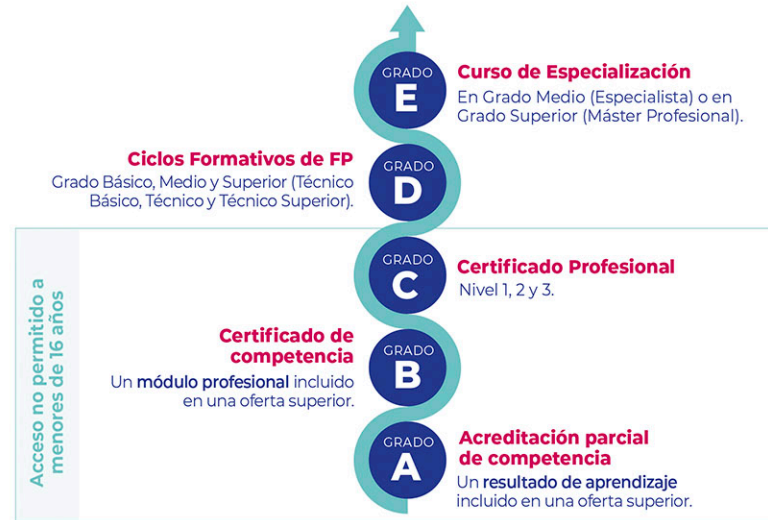 GRADO
E
Curso de Especialización
En Grado Medio (Especialista) o en
Grado Superior (Máster Profesional).
Ciclos Formativos de FP
Grado Básico, Medio y Superior (Técnico
Básico, Técnico y Técnico Superior).
GRADO
D
Acceso no permitido a
menores de 16 años
GRADO
C
Certificado Profesional
Nivel 1, 2 y 3.
Certificado de
competencia
Un módulo profesional incluido
en una oferta superior.
GRADO
B
GRADO
A
Acreditación parcial
de competencia
Un resultado de aprendizaje
incluido en una oferta superior.